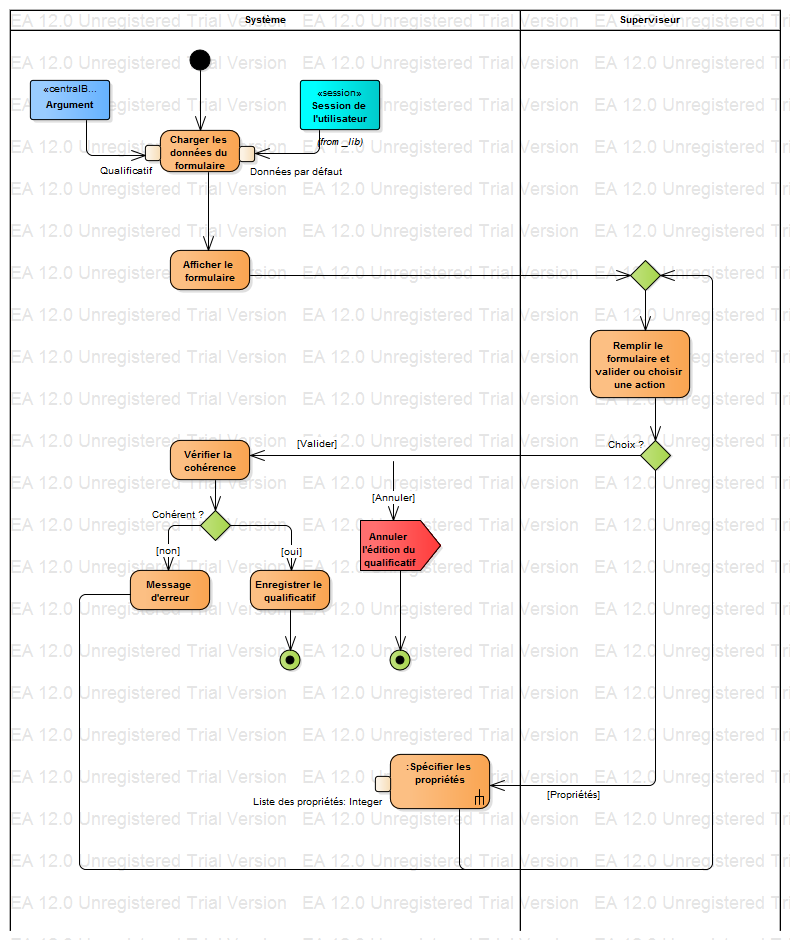 Système
Superviseur
«centralB...
Argument
«session»
Session de
l'utilisateur
(from _lib)
Charger les
données du
formulaire
Qualificatif
Données par défaut
Afficher le
formulaire
Remplir le
formulaire et
valider ou choisir
une action
Choix ?
[Valider]
Vérifier la
cohérence
[Annuler]
Cohérent ?
Annuler
l'édition du
qualificatif
[non]
[oui]
Message
d'erreur
Enregistrer le
qualificatif
:Spécifier les
propriétés
[Propriétés]
Liste des propriétés: Integer
EA 12.0 Unregistered Trial Version